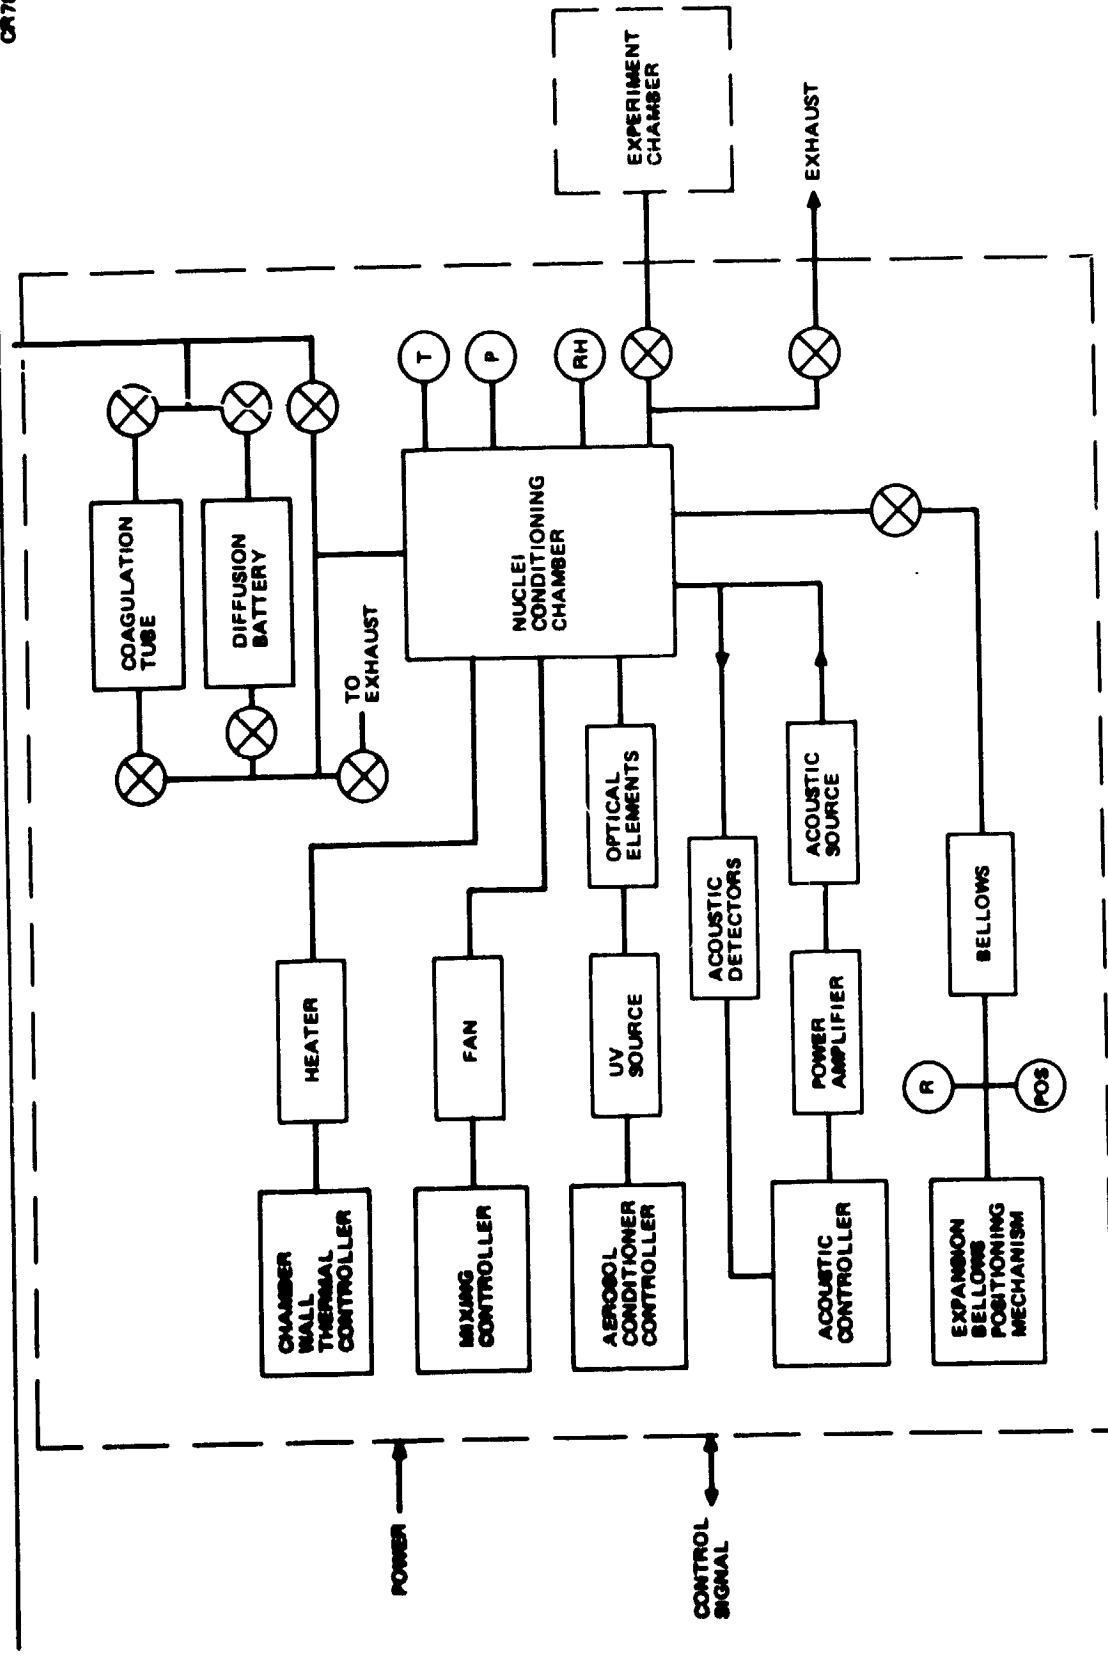 CR70
EXPERIMENT
CHAMBER
EXHAUST
T
P
RH
COAGULATION
TUBE
DIFFUSION
BATTERY
TO
EXHAUST
NUCLEI
CONDITIONING
CHAMBER
OPTICAL
ELEMENTS
ACOUSTIC
DETECTORS
ACOUSTIC
SOURCE
BELLOWS
HEATER
FAN
UV
SOURCE
POWER
AMPLIFIER
R
POS
CHAMBER
WALL
THERMAL
CONTROLLER
MIXING
CONTROLLER
AEROSOL
CONDITIONER
CONTROLLER
ACOUSTIC
CONTROLLER
EXPANSION
BELLOWS
POSITIONING
MECHANISM
POWER
CONTROL
SIGNAL